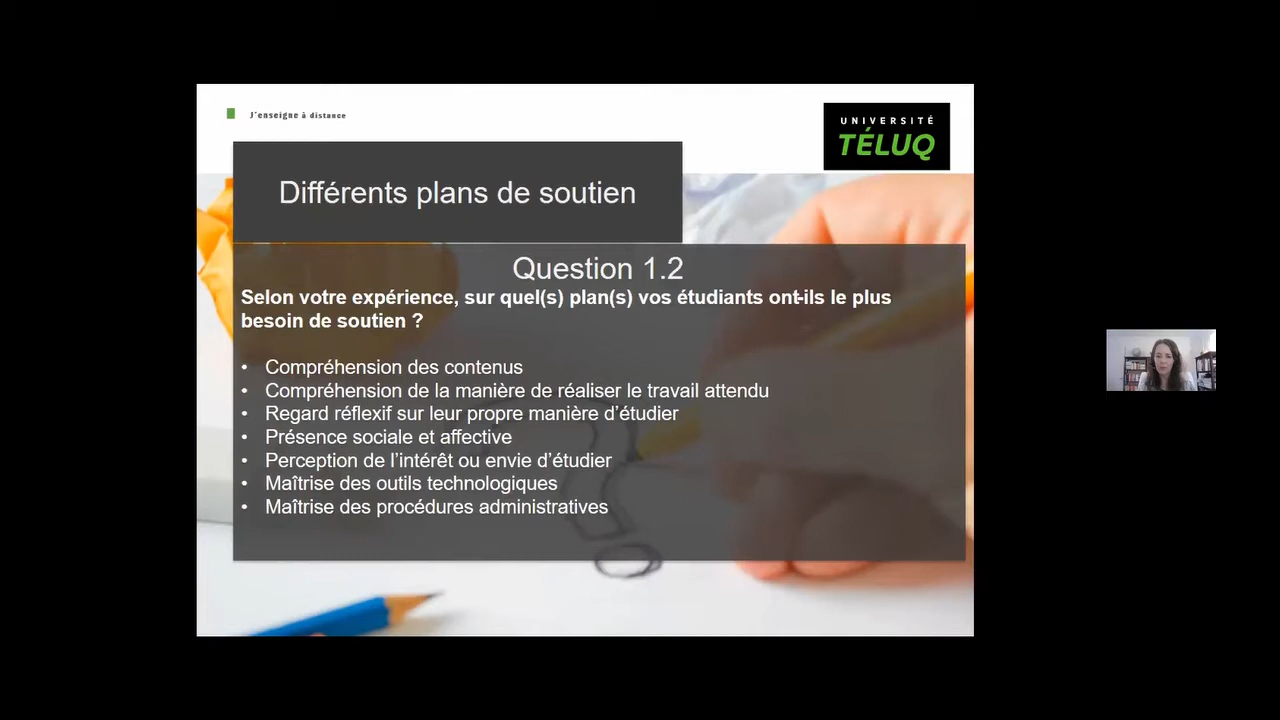 J'enseigne à distance
UNIVERSITÉ
TÉLUQ
Différents plans de soutien
Question 1.2
Selon votre expérience, sur quel(s) plan(s) vos étudiants ont-ils le plus
besoin de soutien ?
• Compréhension des contenus
• Compréhension de la manière de réaliser le travail attendu
• Regard réflexif sur leur propre manière d'étudier
• Présence sociale et affective
• Perception de l'intérêt ou envie d'étudier
• Maîtrise des outils technologiques
• Maîtrise des procédures administratives